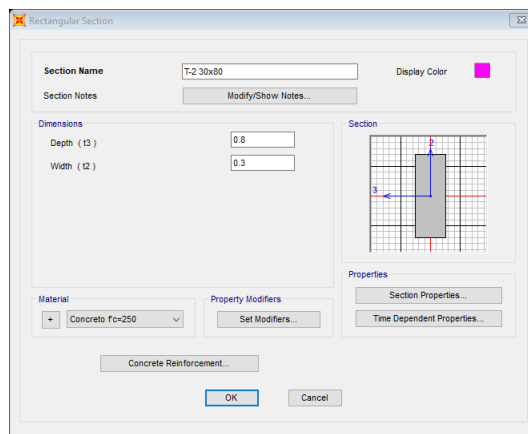 Rectangular Section
Section Name
T-2 30x80
Display Color
Section Notes
Modify/Show Notes...
Dimensions
Depth ( t3 )
0.8
Width ( t2 )
0.3
Section
2
3
Properties
Section Properties...
Time Dependent Properties...
Material
+
Concreto f'c=250
Property Modifiers
Set Modifiers...
Concrete Reinforcement...
OK
Cancel